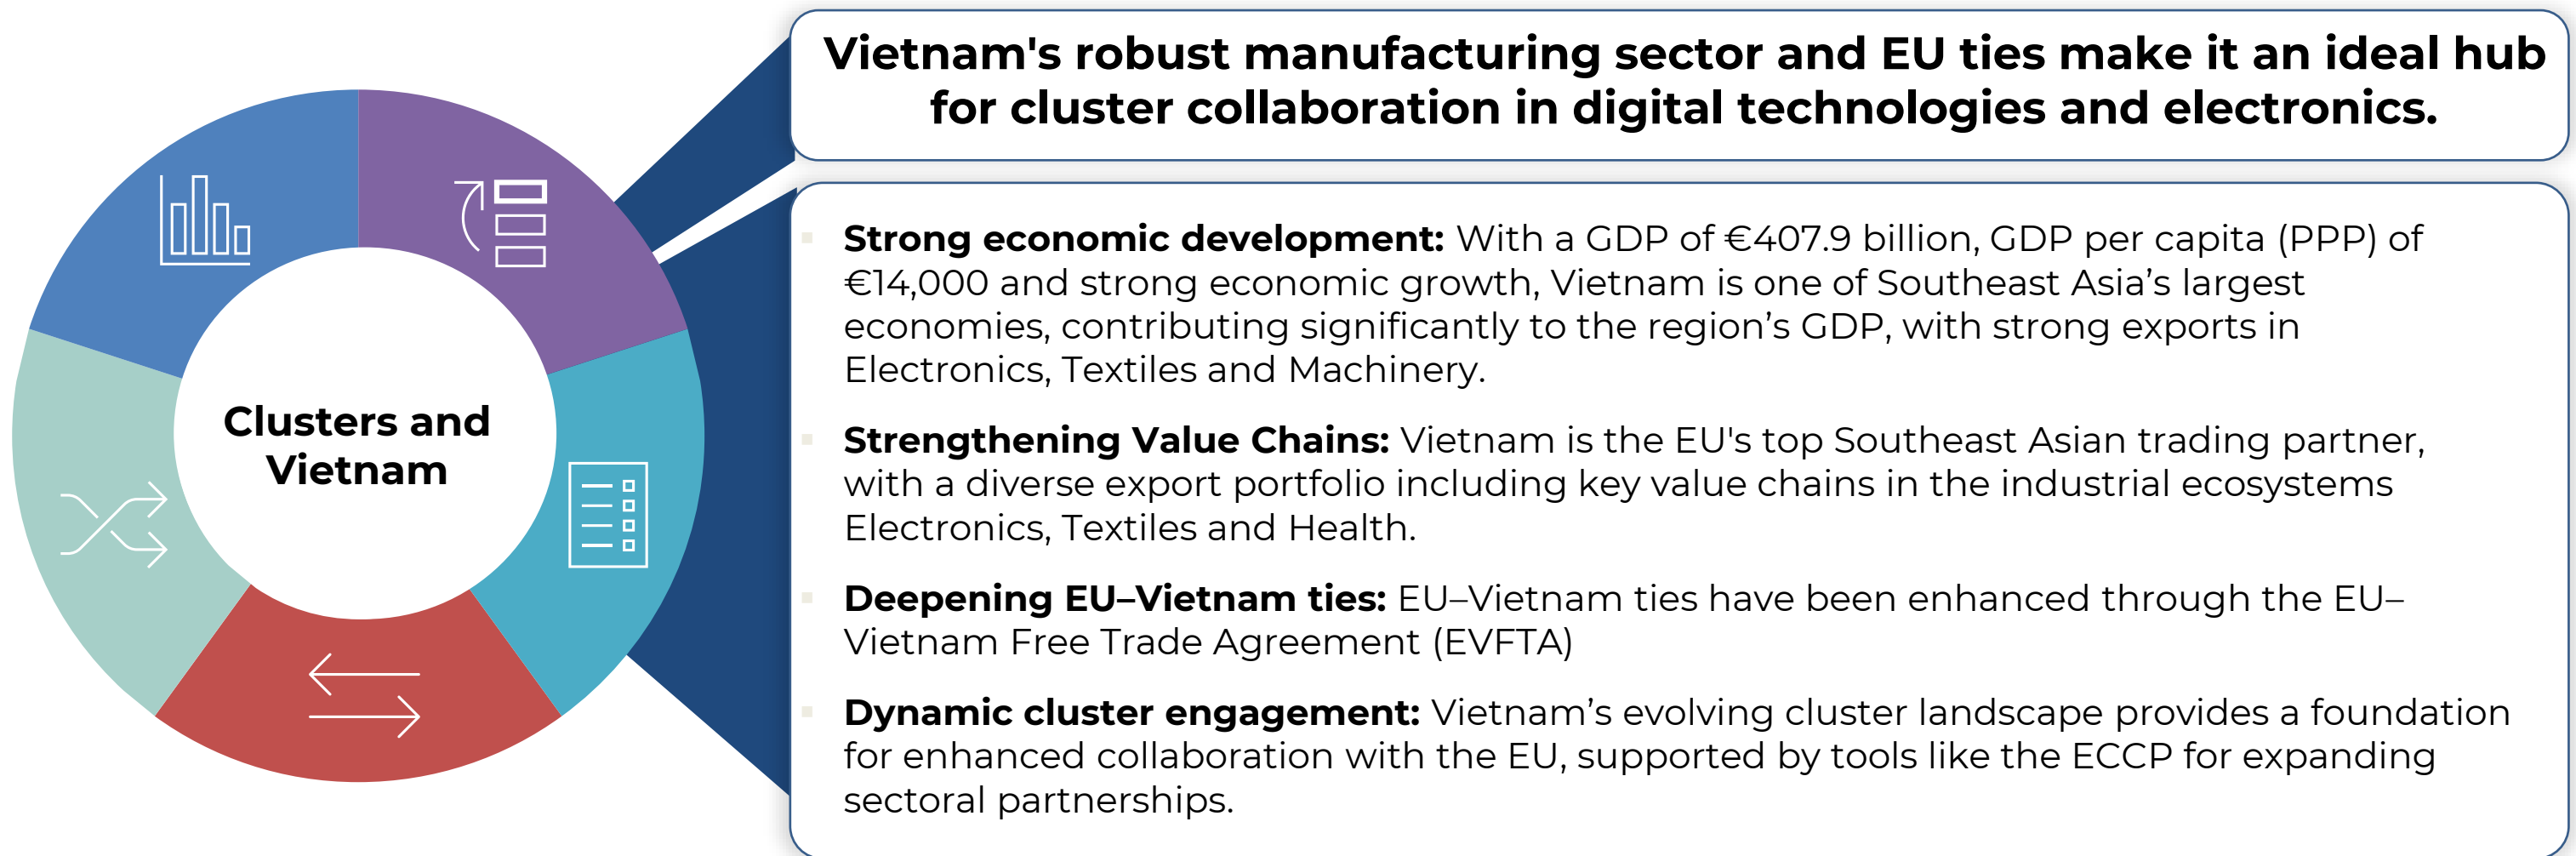 Clusters and
Vietnam
Vietnam's robust manufacturing sector and EU ties make it an ideal hub
for cluster collaboration in digital technologies and electronics.
Strong economic development: With a GDP of €407.9 billion, GDP per capita (PPP) of
€14,000 and strong economic growth, Vietnam is one of Southeast Asia’s largest
economies, contributing significantly to the region’s GDP, with strong exports in
Electronics, Textiles and Machinery.
Strengthening Value Chains: Vietnam is the EU's top Southeast Asian trading partner,
with a diverse export portfolio including key value chains in the industrial ecosystems
Electronics, Textiles and Health.
Deepening EU–Vietnam ties: EU–Vietnam ties have been enhanced through the EU–
Vietnam Free Trade Agreement (EVFTA)
Dynamic cluster engagement: Vietnam’s evolving cluster landscape provides a foundation
for enhanced collaboration with the EU, supported by tools like the ECCP for expanding
sectoral partnerships.